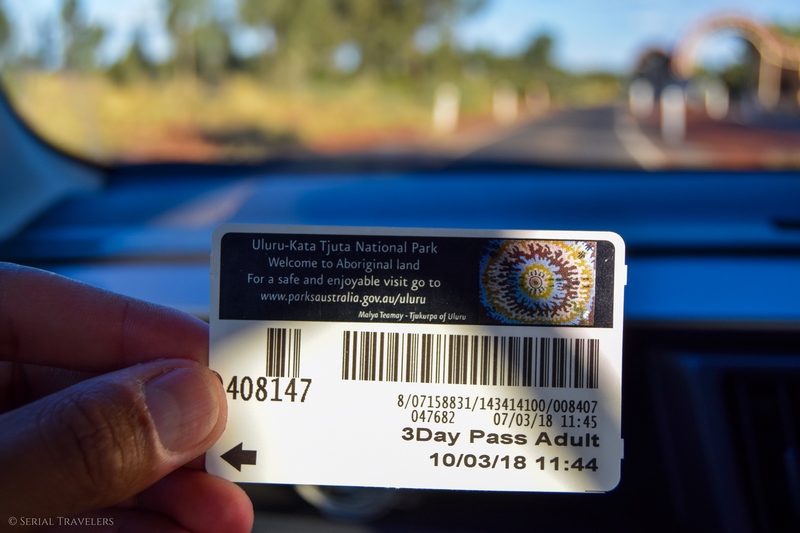 Uluru-Kata Tjuta National Park
Welcome to Aboriginal land
For a safe and enjoyable visit go to
www.parksaustralia.gov.au/uluru
Malya Teamay - Tjukurpa of Uluru
408147
8/07158831/143414100/008407
047682 07/03/18 11:45
3Day Pass Adult
10/03/18 11:44
© SERIAL TRAVELERS